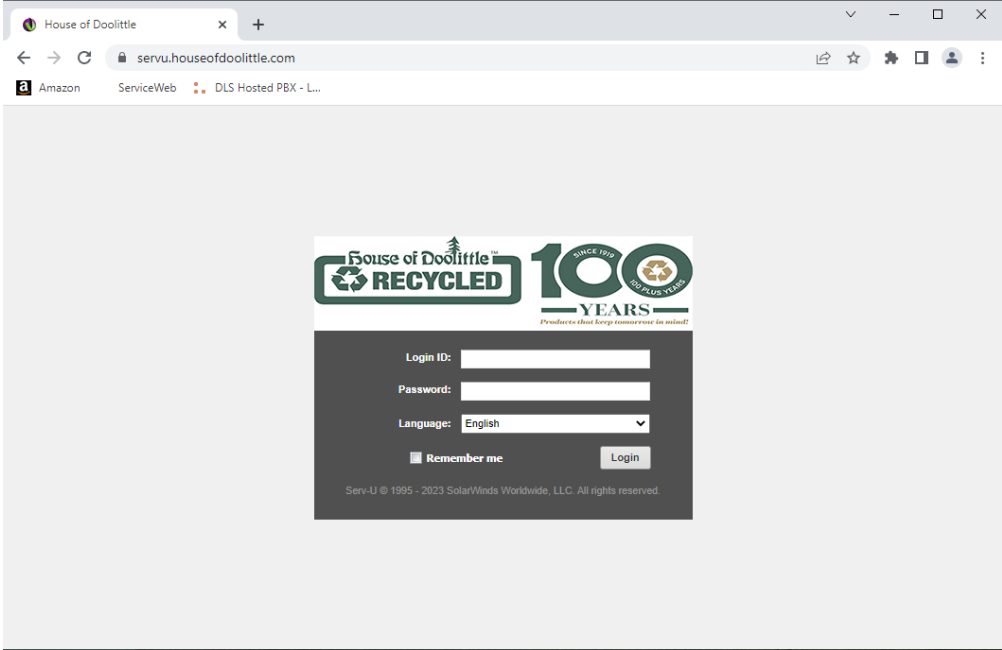 House of Doolittle
servu.houseofdoolittle.com
Amazon ServiceWeb DLS Hosted PBX - L...
House of Doolittle™
RECYCLED
100
SINCE 1919
100 PLUS YEARS
YEARS
Products that keep tomorrow in mind!
Login ID:
Password:
Language: English
Remember me Login
Serv-U © 1995 - 2023 SolarWinds Worldwide, LLC. All rights reserved.